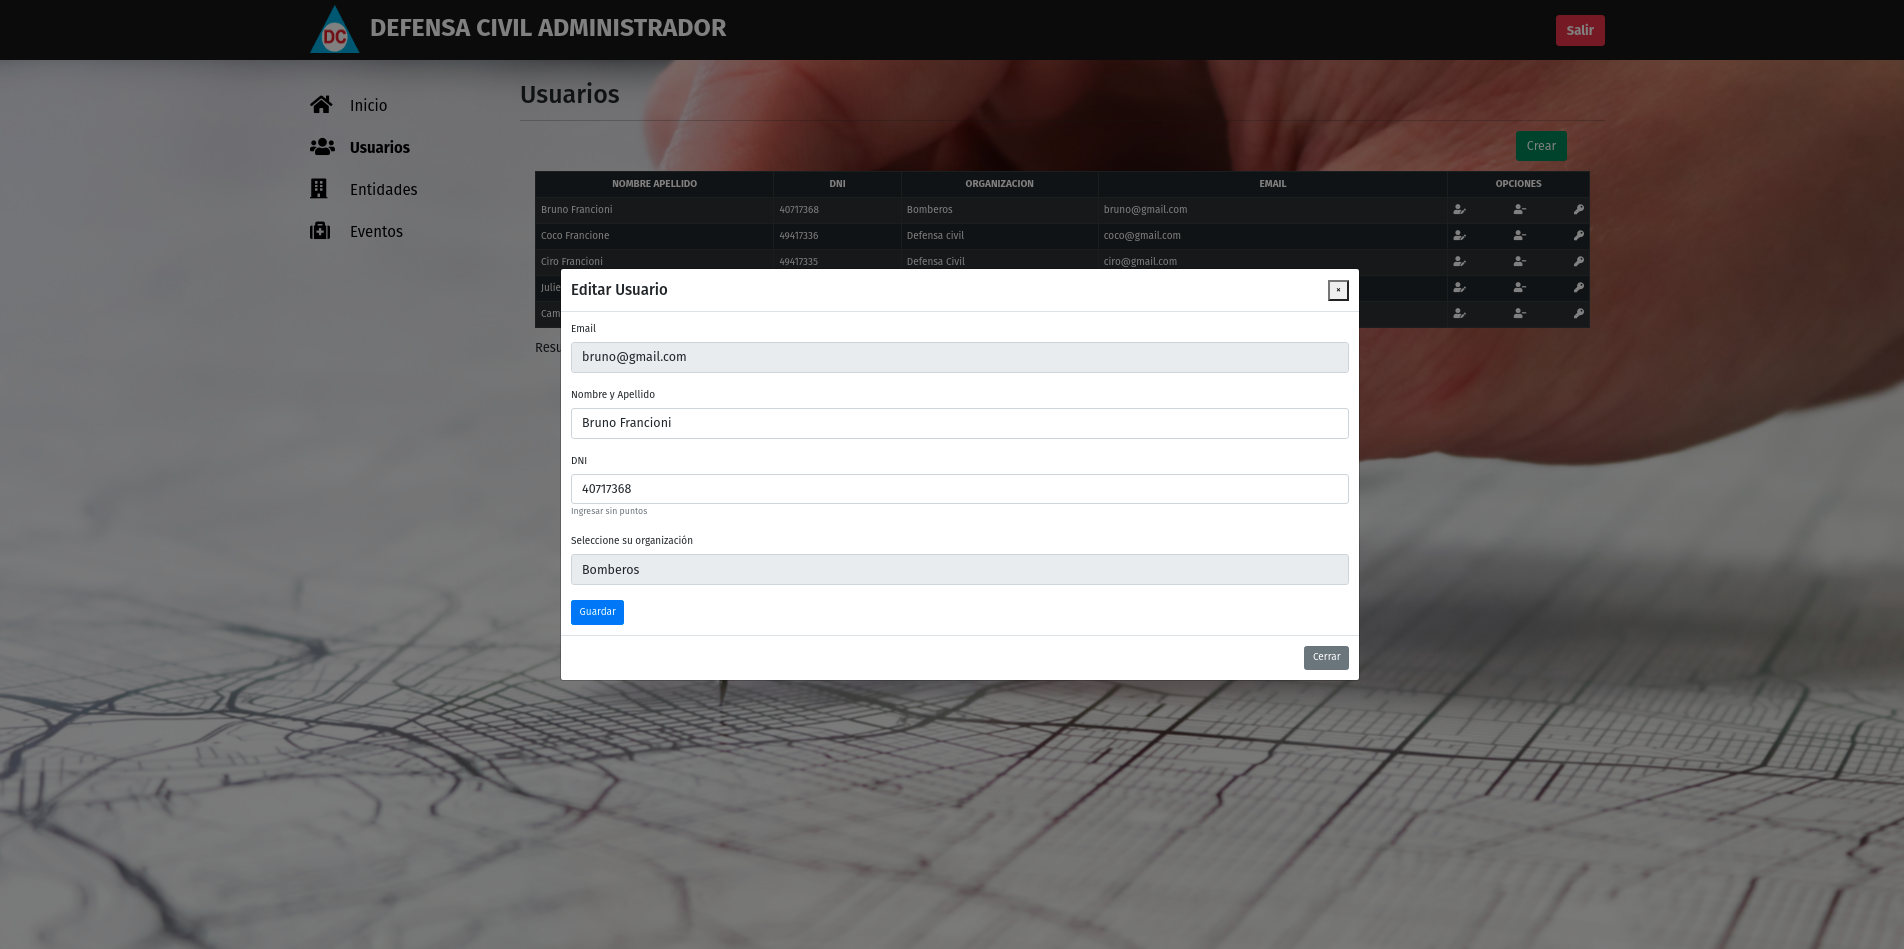 DC DEFENSA CIVIL ADMINISTRADOR Salir
Inicio
Usuarios
Entidades
Eventos
Usuarios
Crear
NOMBRE APELLIDO DNI ORGANIZACION EMAIL OPCIONES
Bruno Francioni 40717368 Bomberos bruno@gmail.com
Coco Francione 49417336 Defensa civil coco@gmail.com
Ciro Francioni 49417335 Defensa Civil ciro@gmail.com
Julie
Cam
Resu
Editar Usuario ×
Email
bruno@gmail.com
Nombre y Apellido
Bruno Francioni
DNI
40717368
Ingresar sin puntos
Seleccione su organización
Bomberos
Guardar
Cerrar